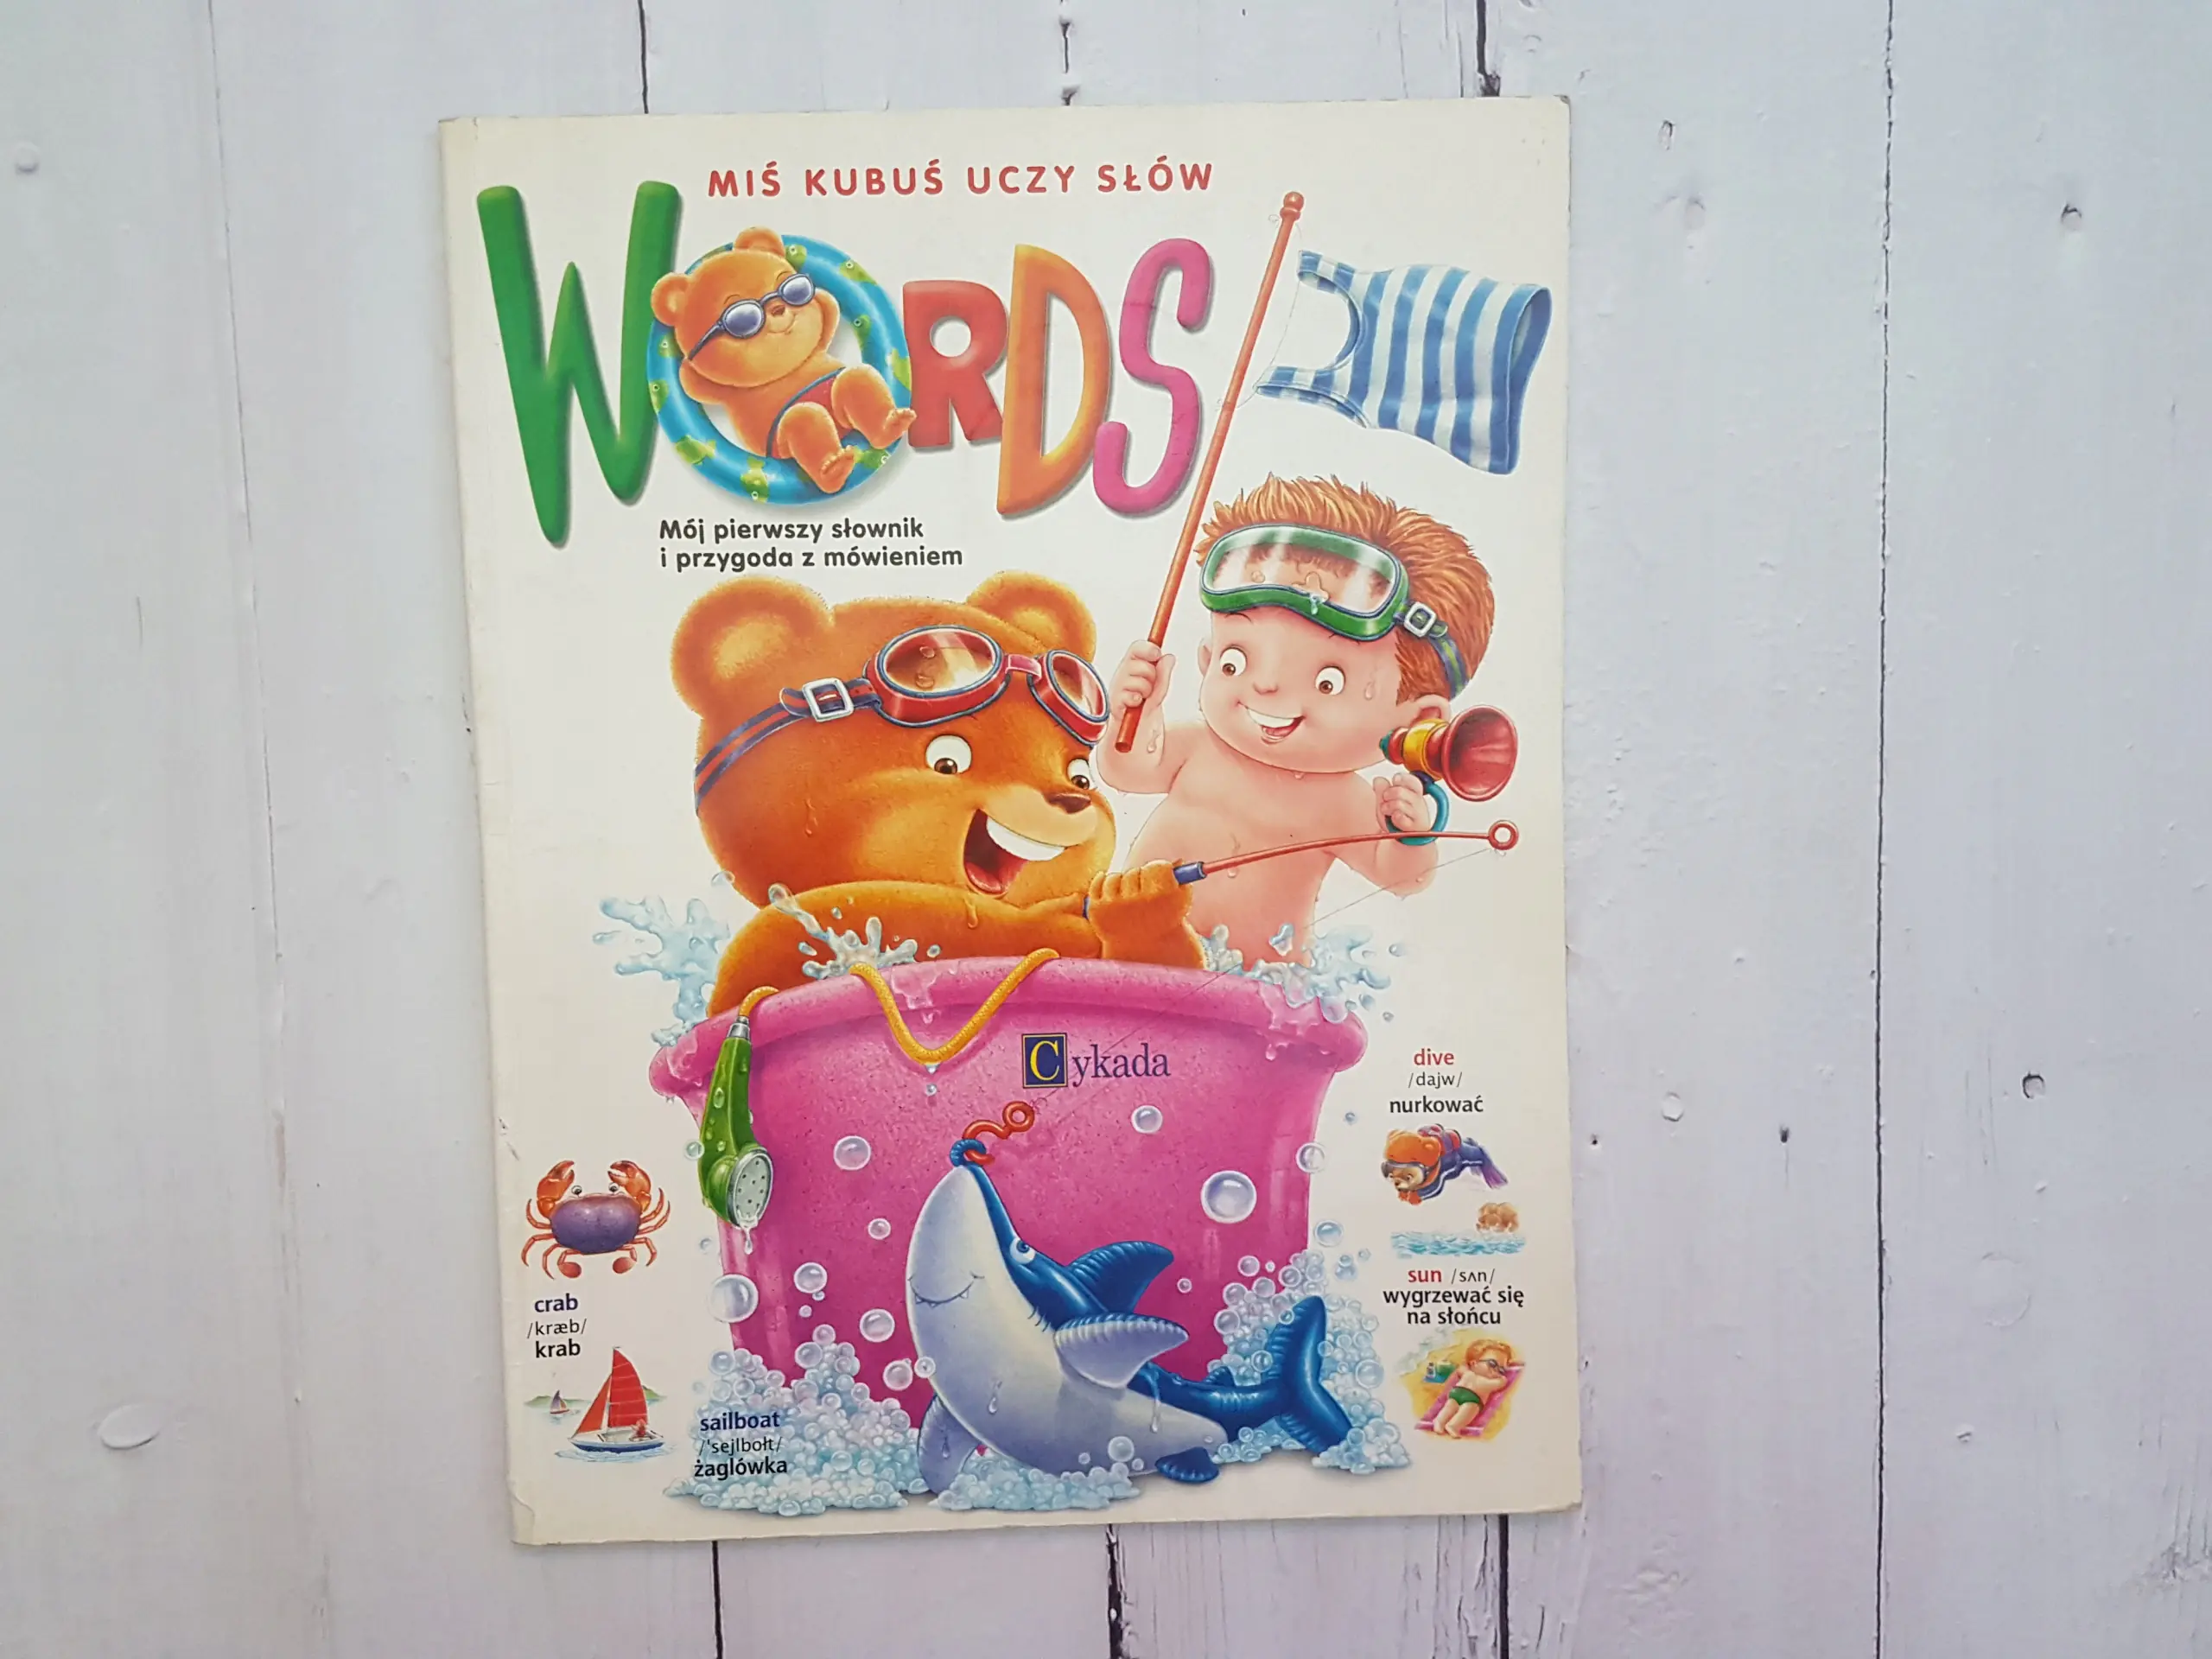 MIŚ KUBUŚ UCZY SŁÓW
WORDS
Mój pierwszy słownik
i przygoda z mówieniem
Cykada
dive
/dajw/
nurkować
crab
/kræb/
krab
sun /sʌn/
wygrzewać się
na słońcu
sailboat
/'sejlbołt/
żaglówka